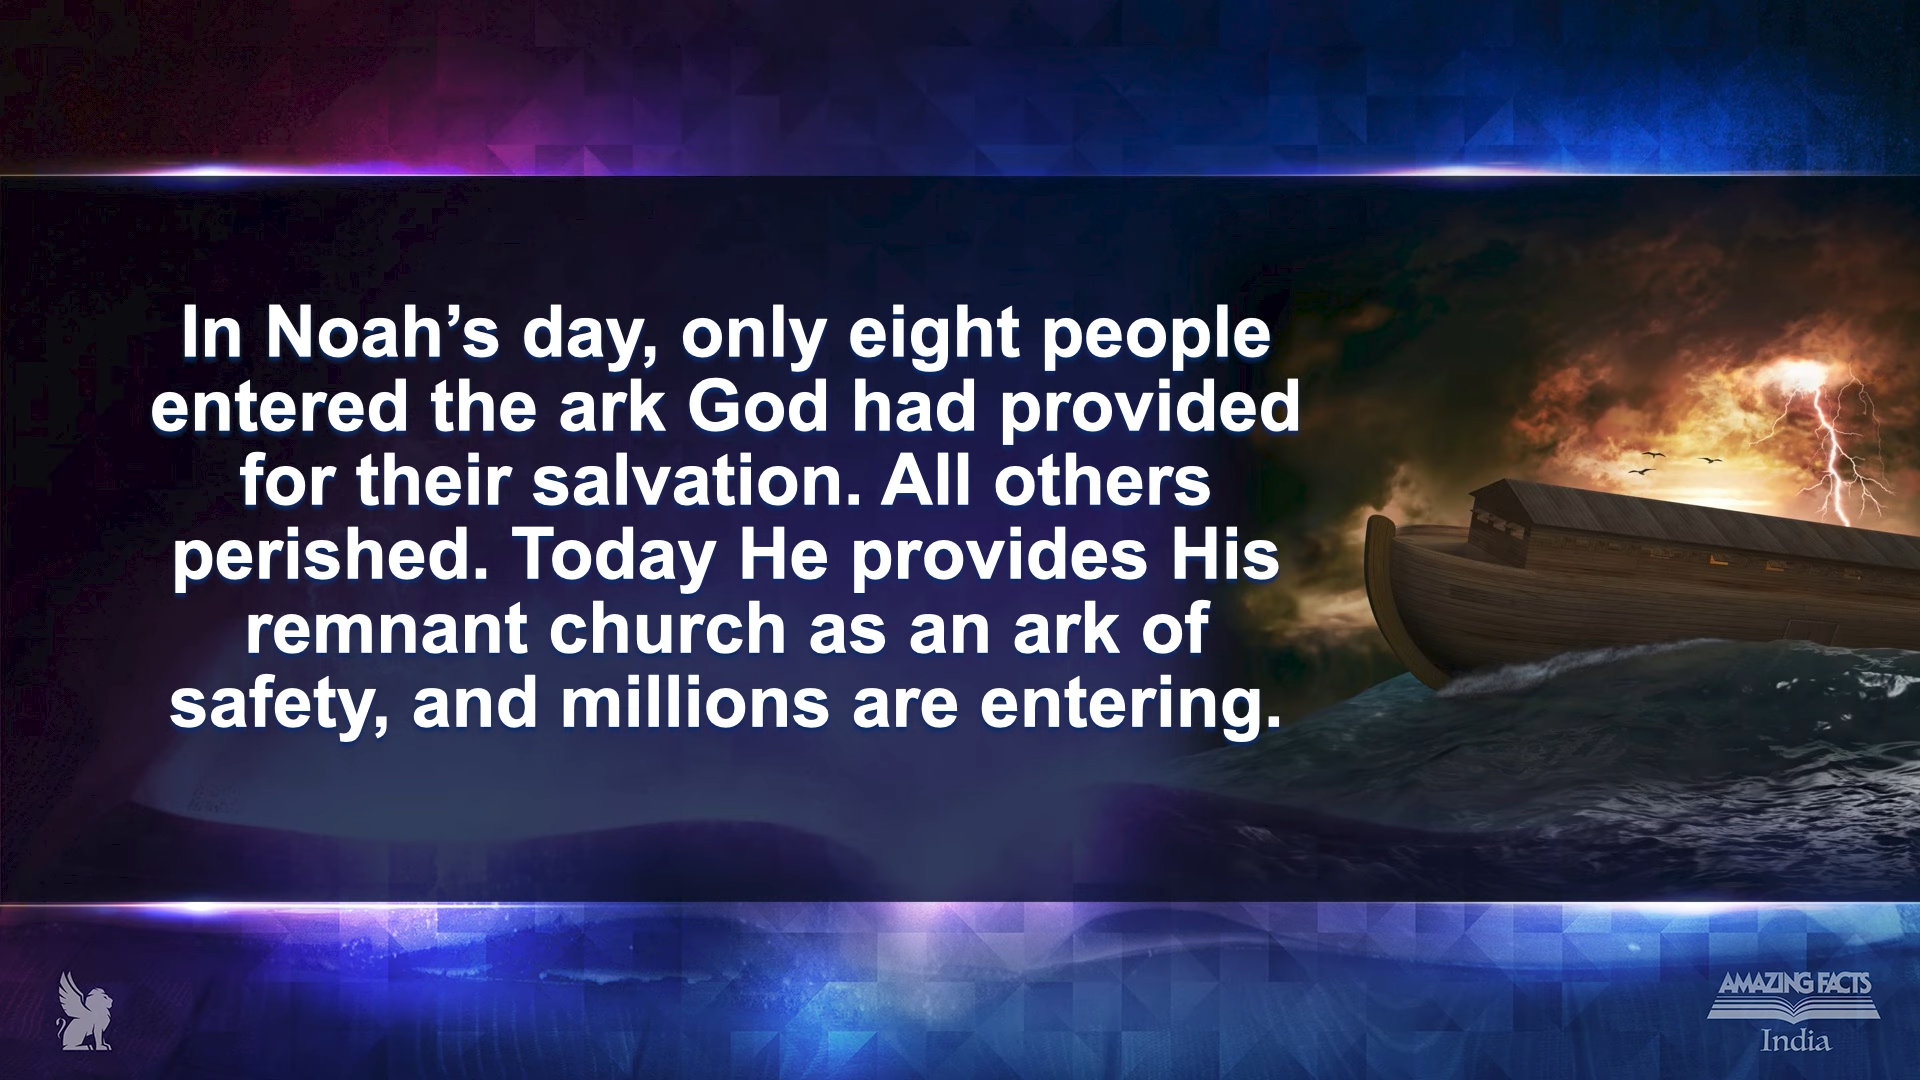 In Noah’s day, only eight people
entered the ark God had provided
for their salvation. All others
perished. Today He provides His
remnant church as an ark of
safety, and millions are entering.
AMAZING FACTS
India